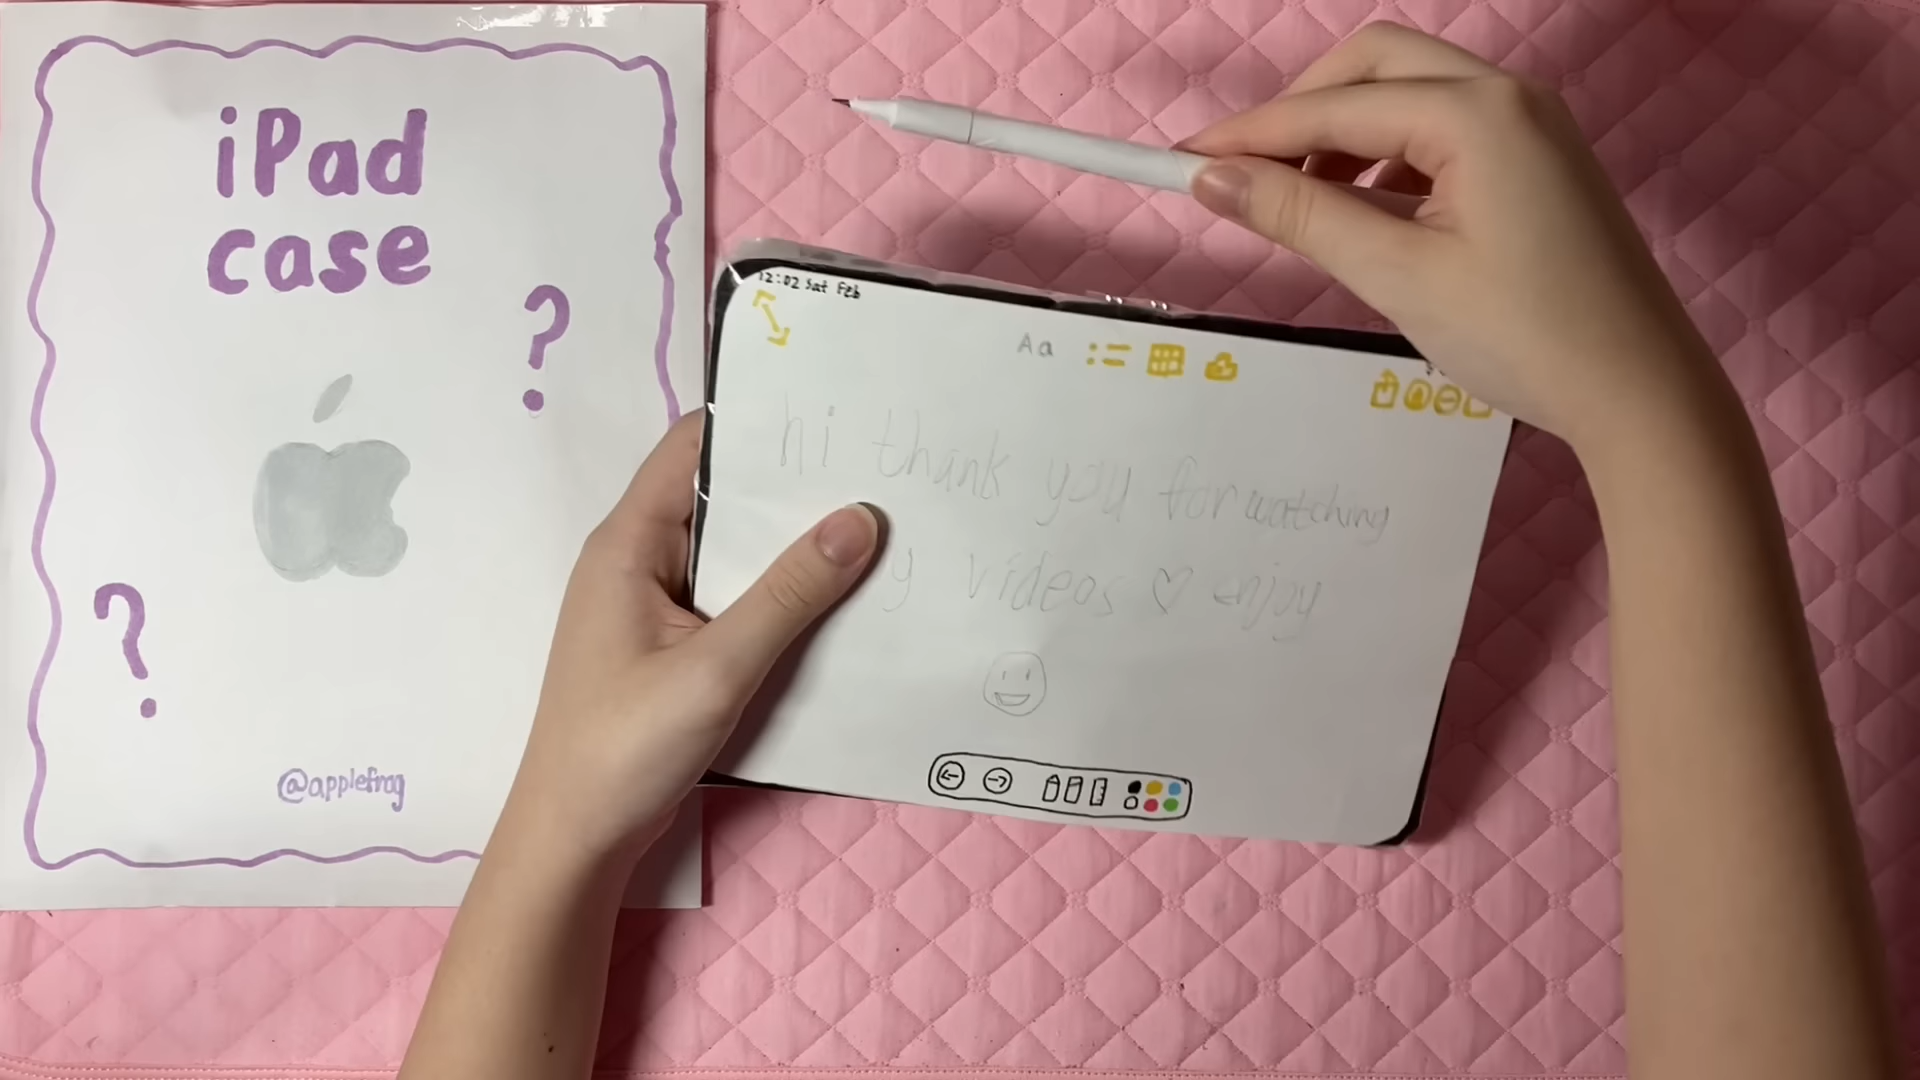 iPad
case
?
?
@applefrog
12:02 Sat Feb
Aa
hi thank you for watching
y videos ♡ enjoy